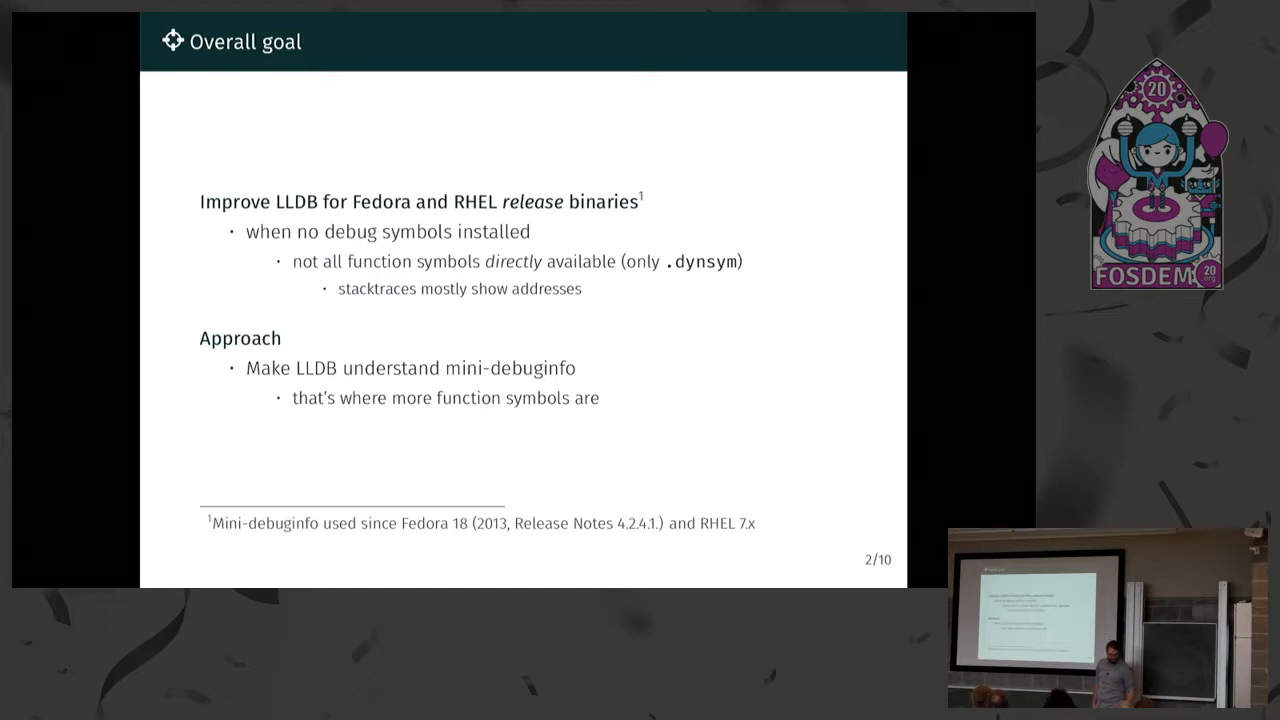 Overall goal
Improve LLDB for Fedora and RHEL release binaries1
· when no debug symbols installed
· not all function symbols directly available (only .dynsym)
· stacktraces mostly show addresses
Approach
· Make LLDB understand mini-debuginfo
· that's where more function symbols are
1Mini-debuginfo used since Fedora 18 (2013, Release Notes 4.2.4.1.) and RHEL 7.x
2/10
20
FOSDEM 20
.org